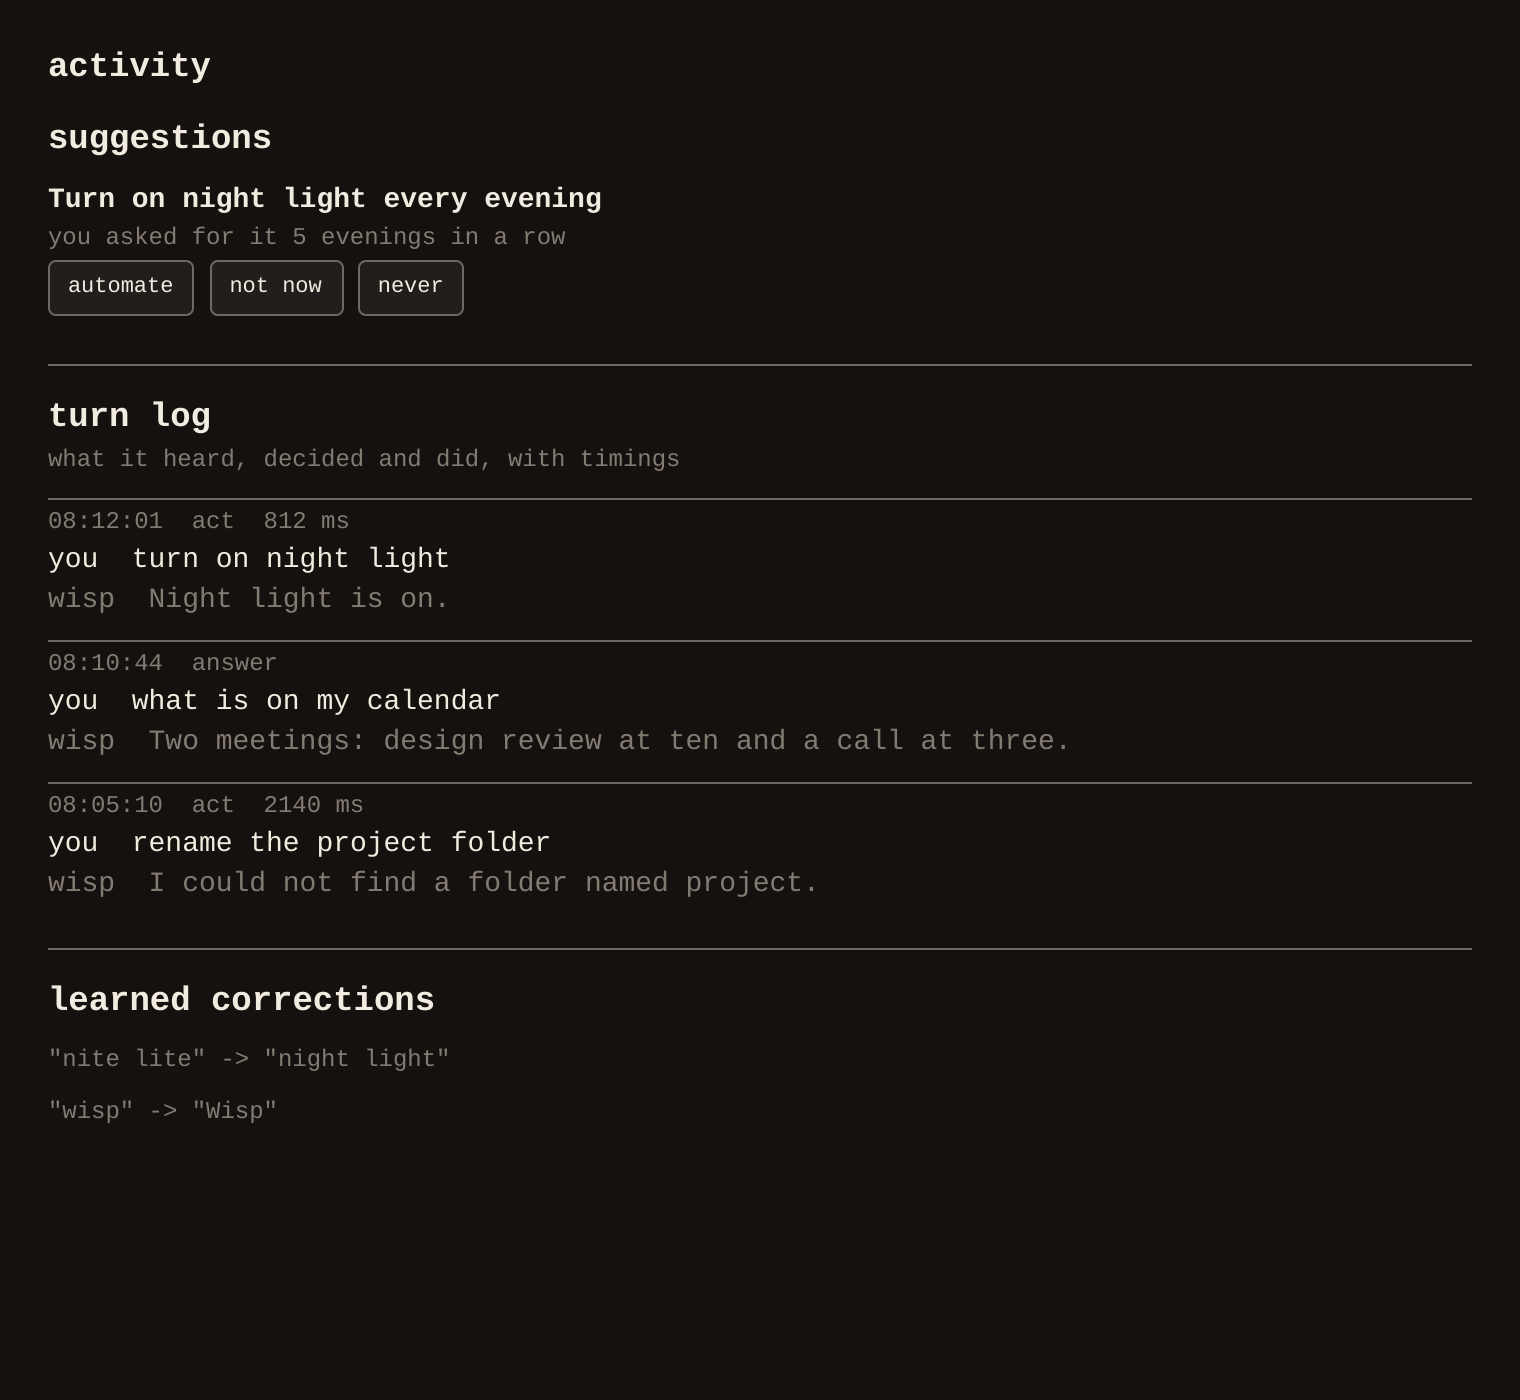 activity
suggestions
Turn on night light every evening
you asked for it 5 evenings in a row
automate not now never
turn log
what it heard, decided and did, with timings
08:12:01 act 812 ms
you turn on night light
wisp Night light is on.
08:10:44 answer
you what is on my calendar
wisp Two meetings: design review at ten and a call at three.
08:05:10 act 2140 ms
you rename the project folder
wisp I could not find a folder named project.
learned corrections
"nite lite" -> "night light"
"wisp" -> "Wisp"